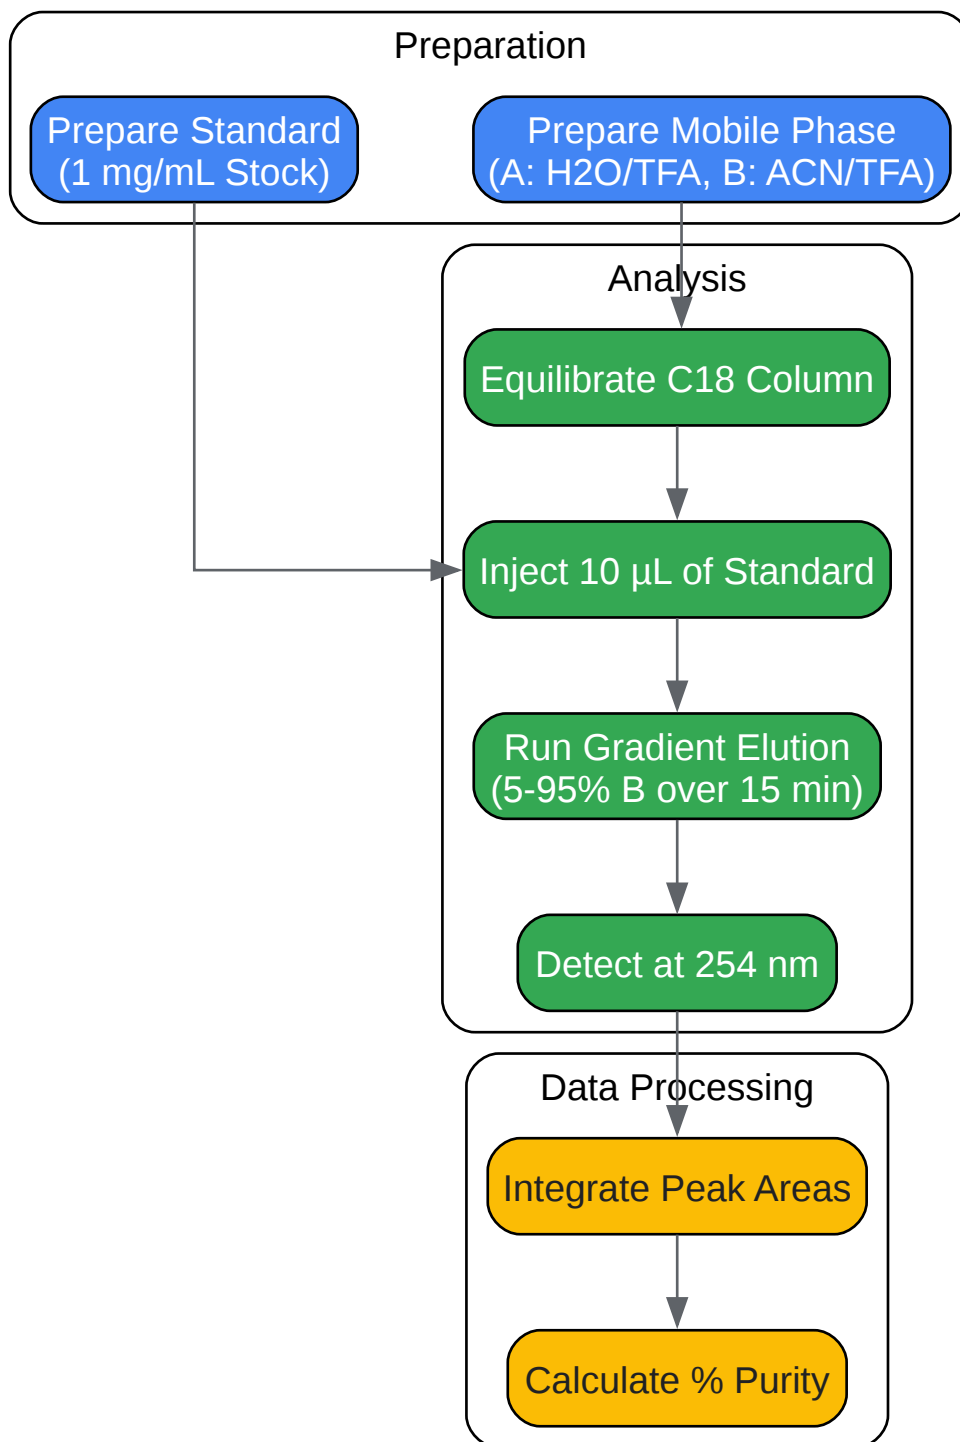 Preparation
Prepare Standard
(1 mg/mL Stock)
Prepare Mobile Phase
(A: H2O/TFA, B: ACN/TFA)
Analysis
Equilibrate C18 Column
Inject 10 µL of Standard
Run Gradient Elution
(5-95% B over 15 min)
Detect at 254 nm
Data Processing
Integrate Peak Areas
Calculate % Purity